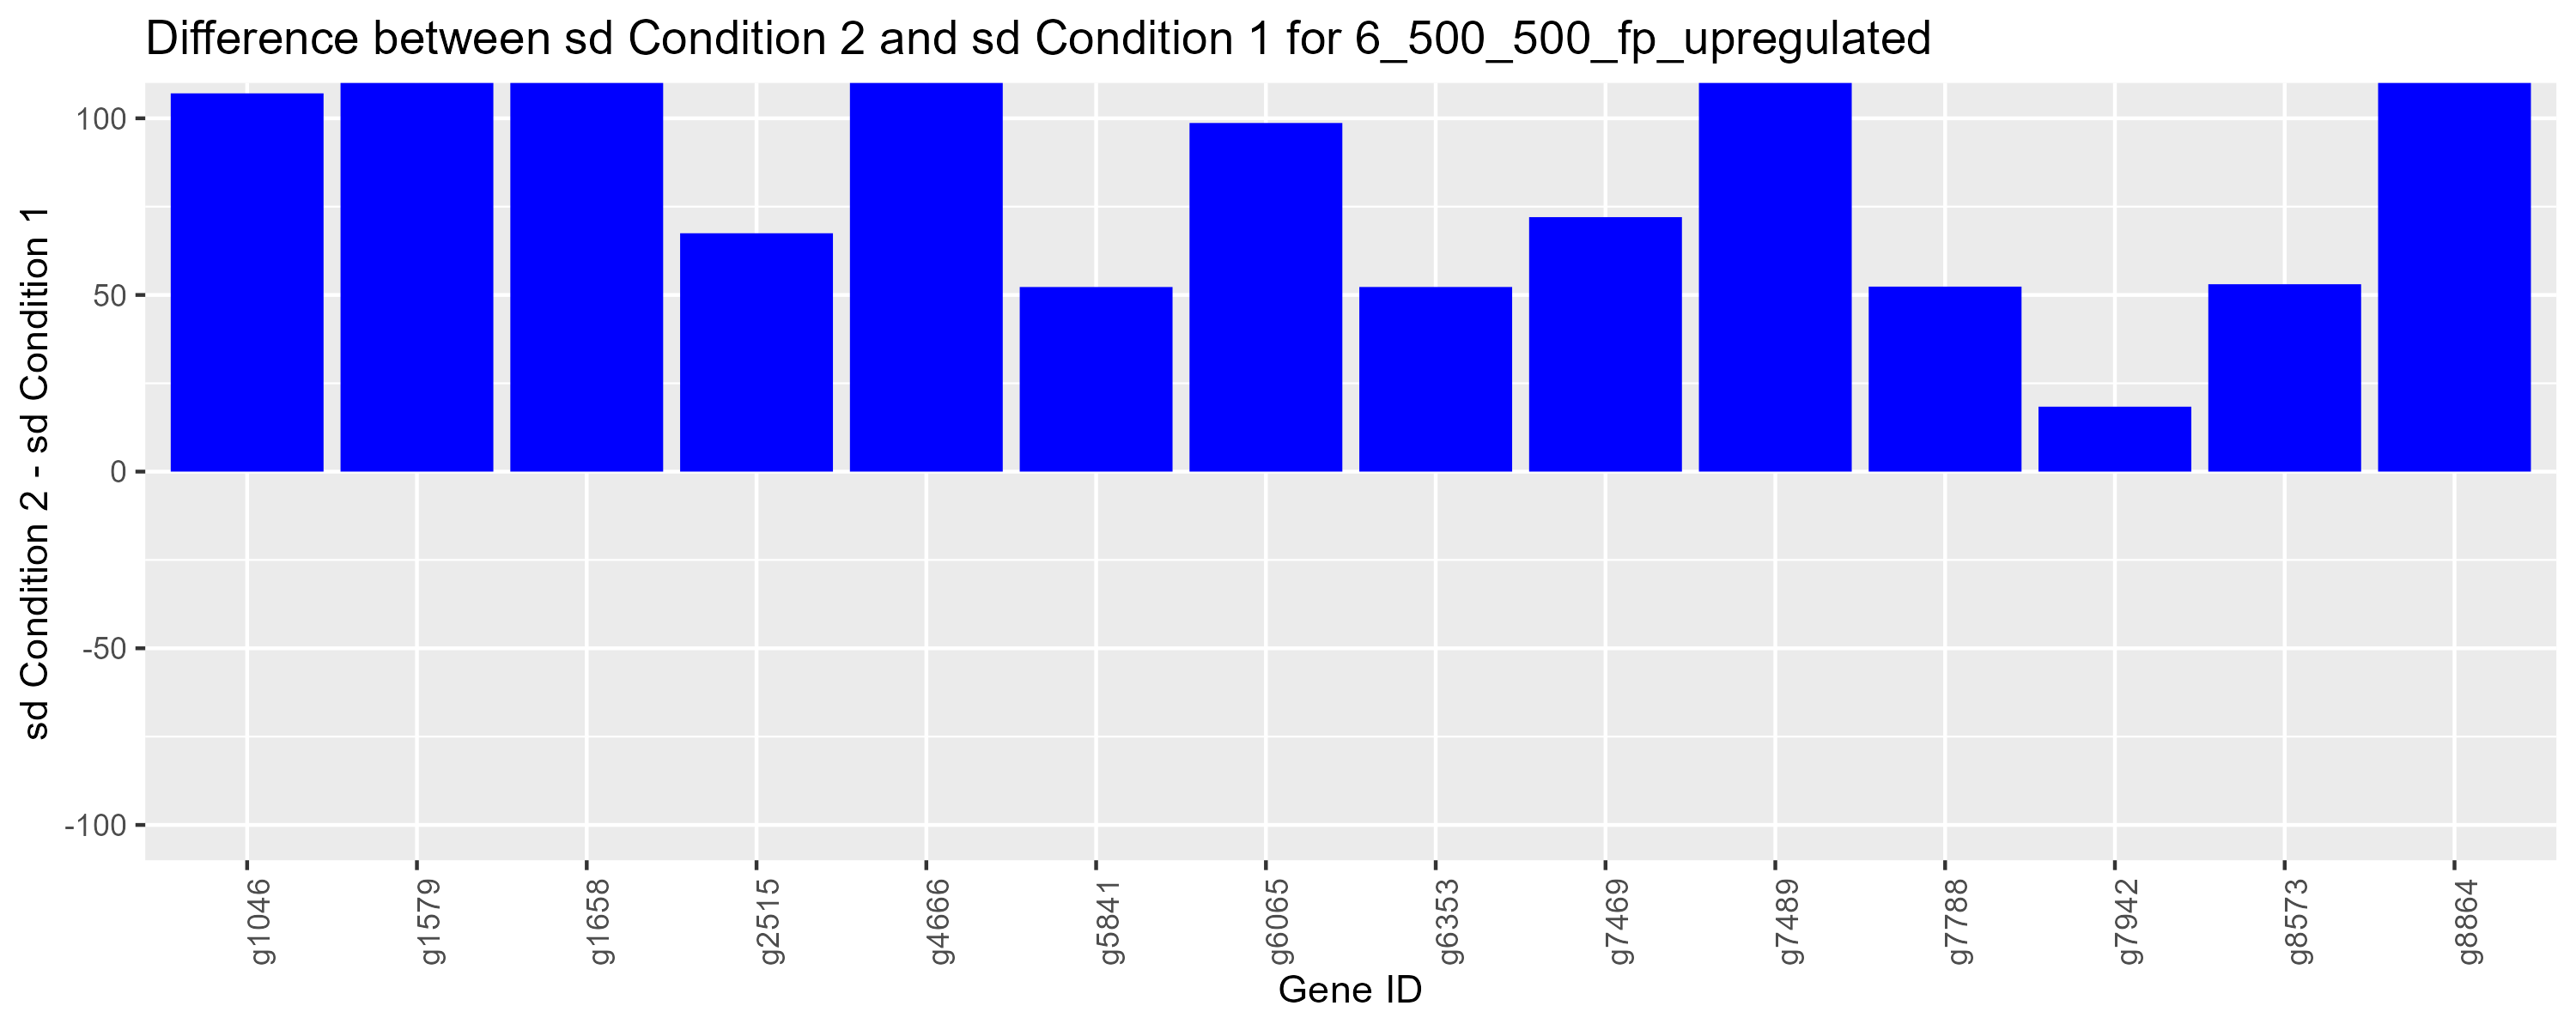 Difference between sd Condition 2 and sd Condition 1 for 6_500_500_fp_upregulated
sd Condition 2 - sd Condition 1
100
50
0
-50
-100
g1046
g1579
g1658
g2515
g4666
g5841
g6065
g6353
g7469
g7489
g7788
g7942
g8573
g8864
Gene ID